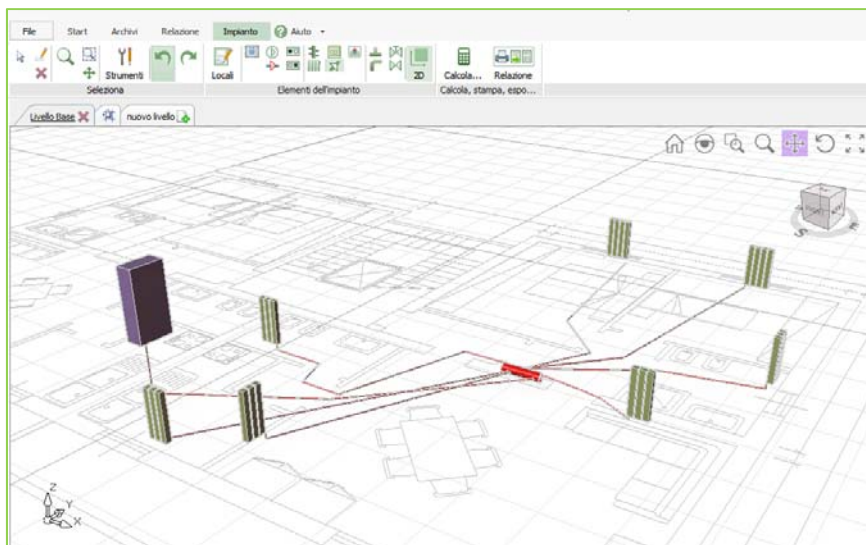 File Start Archivi Relazione Impianto Aiuto
Strumenti Locali 2D Calcola... Relazione
Seleziona Elementi dell'impianto Calcola, stampa, espo...
Livello Base nuovo livello
S E
Z
Y
X